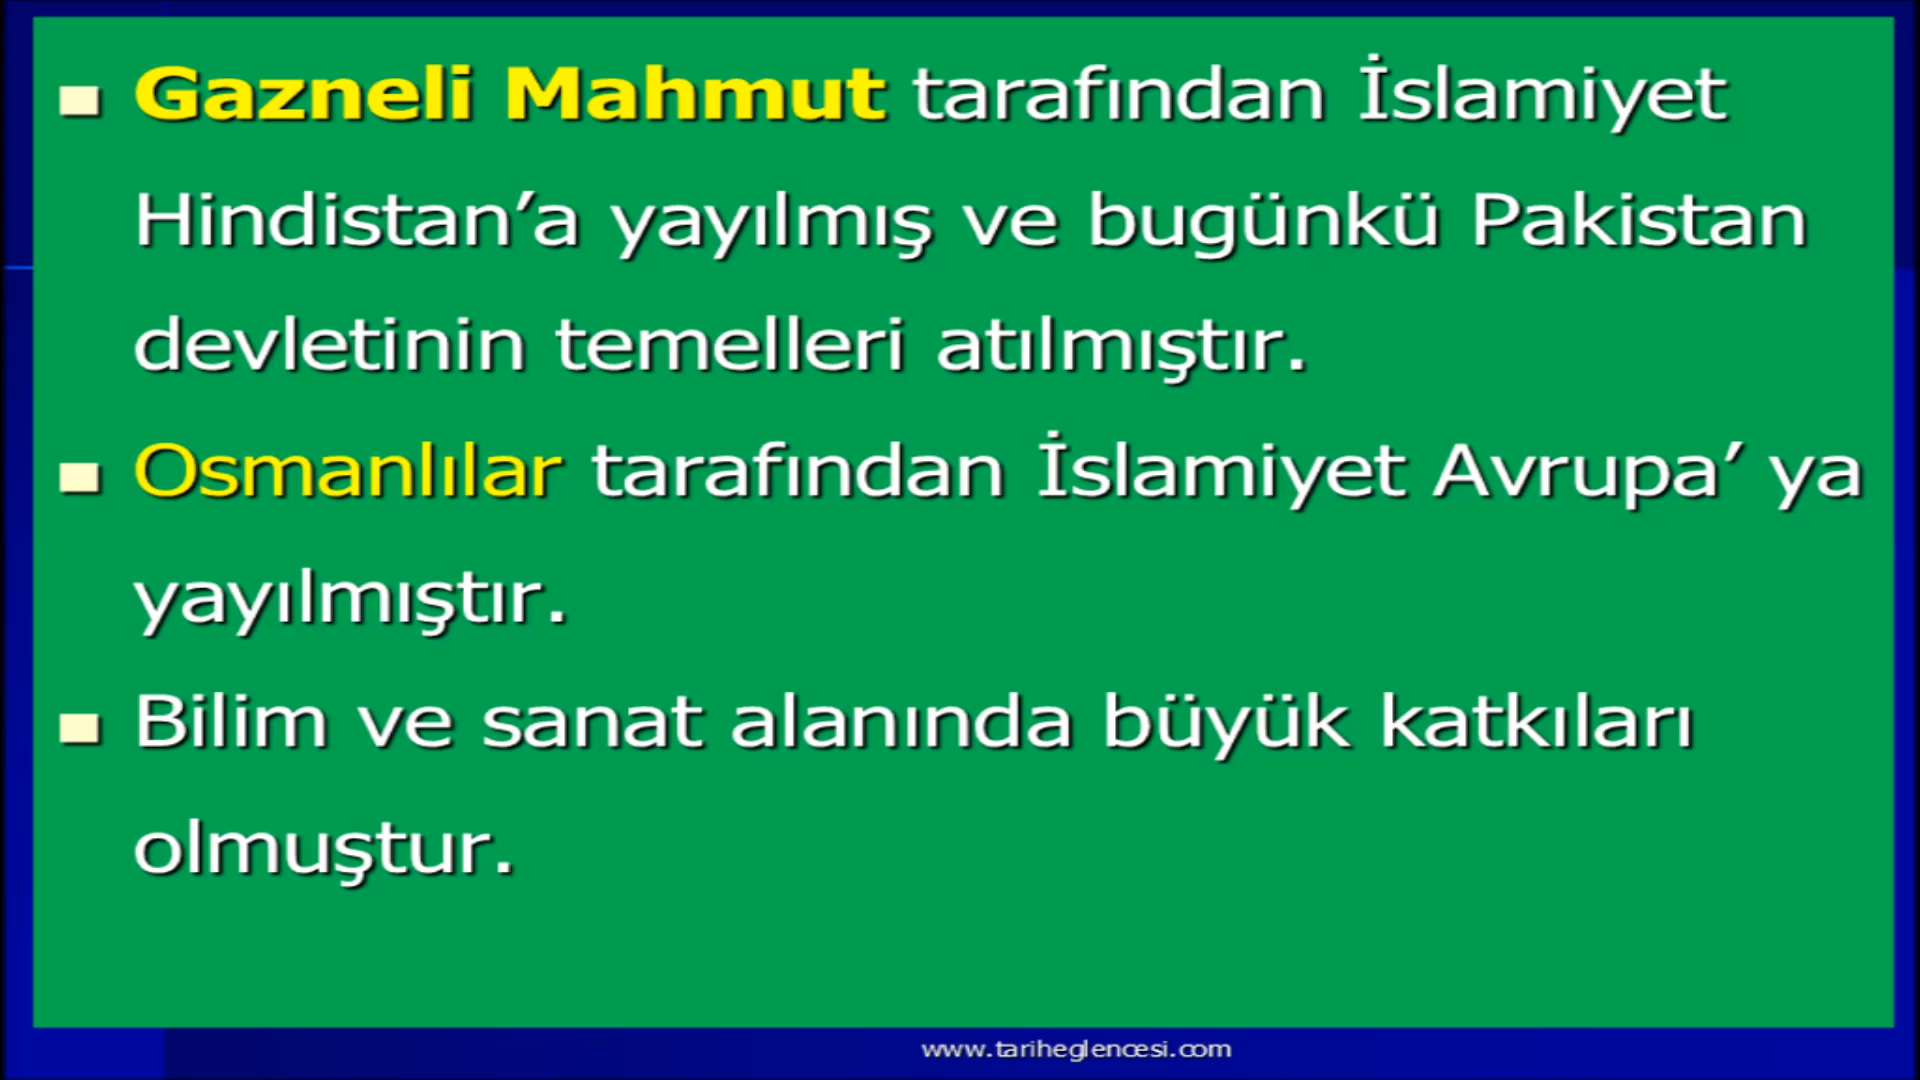 Gazneli Mahmut tarafından İslamiyet
Hindistan’a yayılmış ve bugünkü Pakistan
devletinin temelleri atılmıştır.
Osmanlılar tarafından İslamiyet Avrupa’ ya
yayılmıştır.
Bilim ve sanat alanında büyük katkıları
olmuştur.
www.tariheglencesi.com